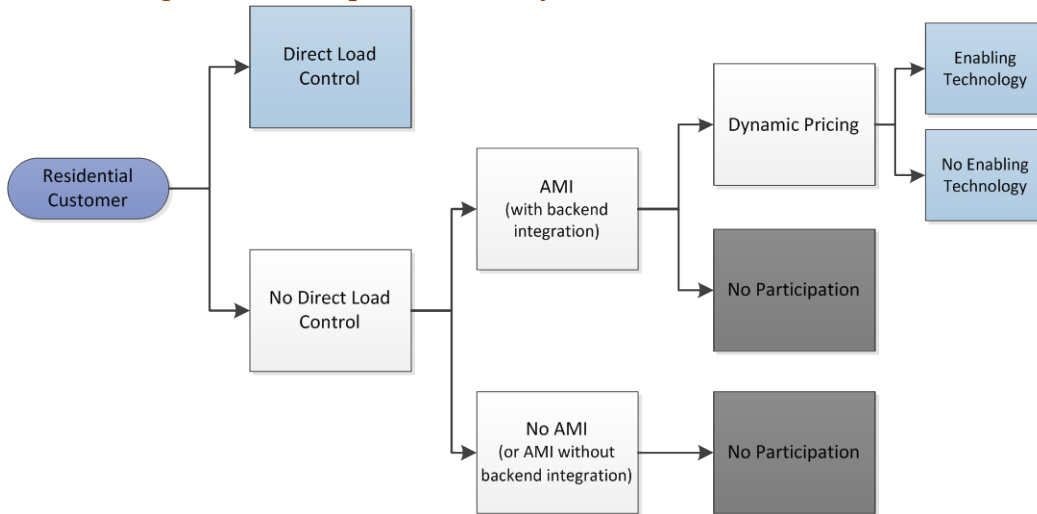 Direct Load
Control
Residential
Customer
No Direct Load
Control
AMI
(with backend
integration)
No AMI
(or AMI without
backend integration)
Dynamic Pricing
No Participation
No Participation
Enabling
Technology
No Enabling
Technology